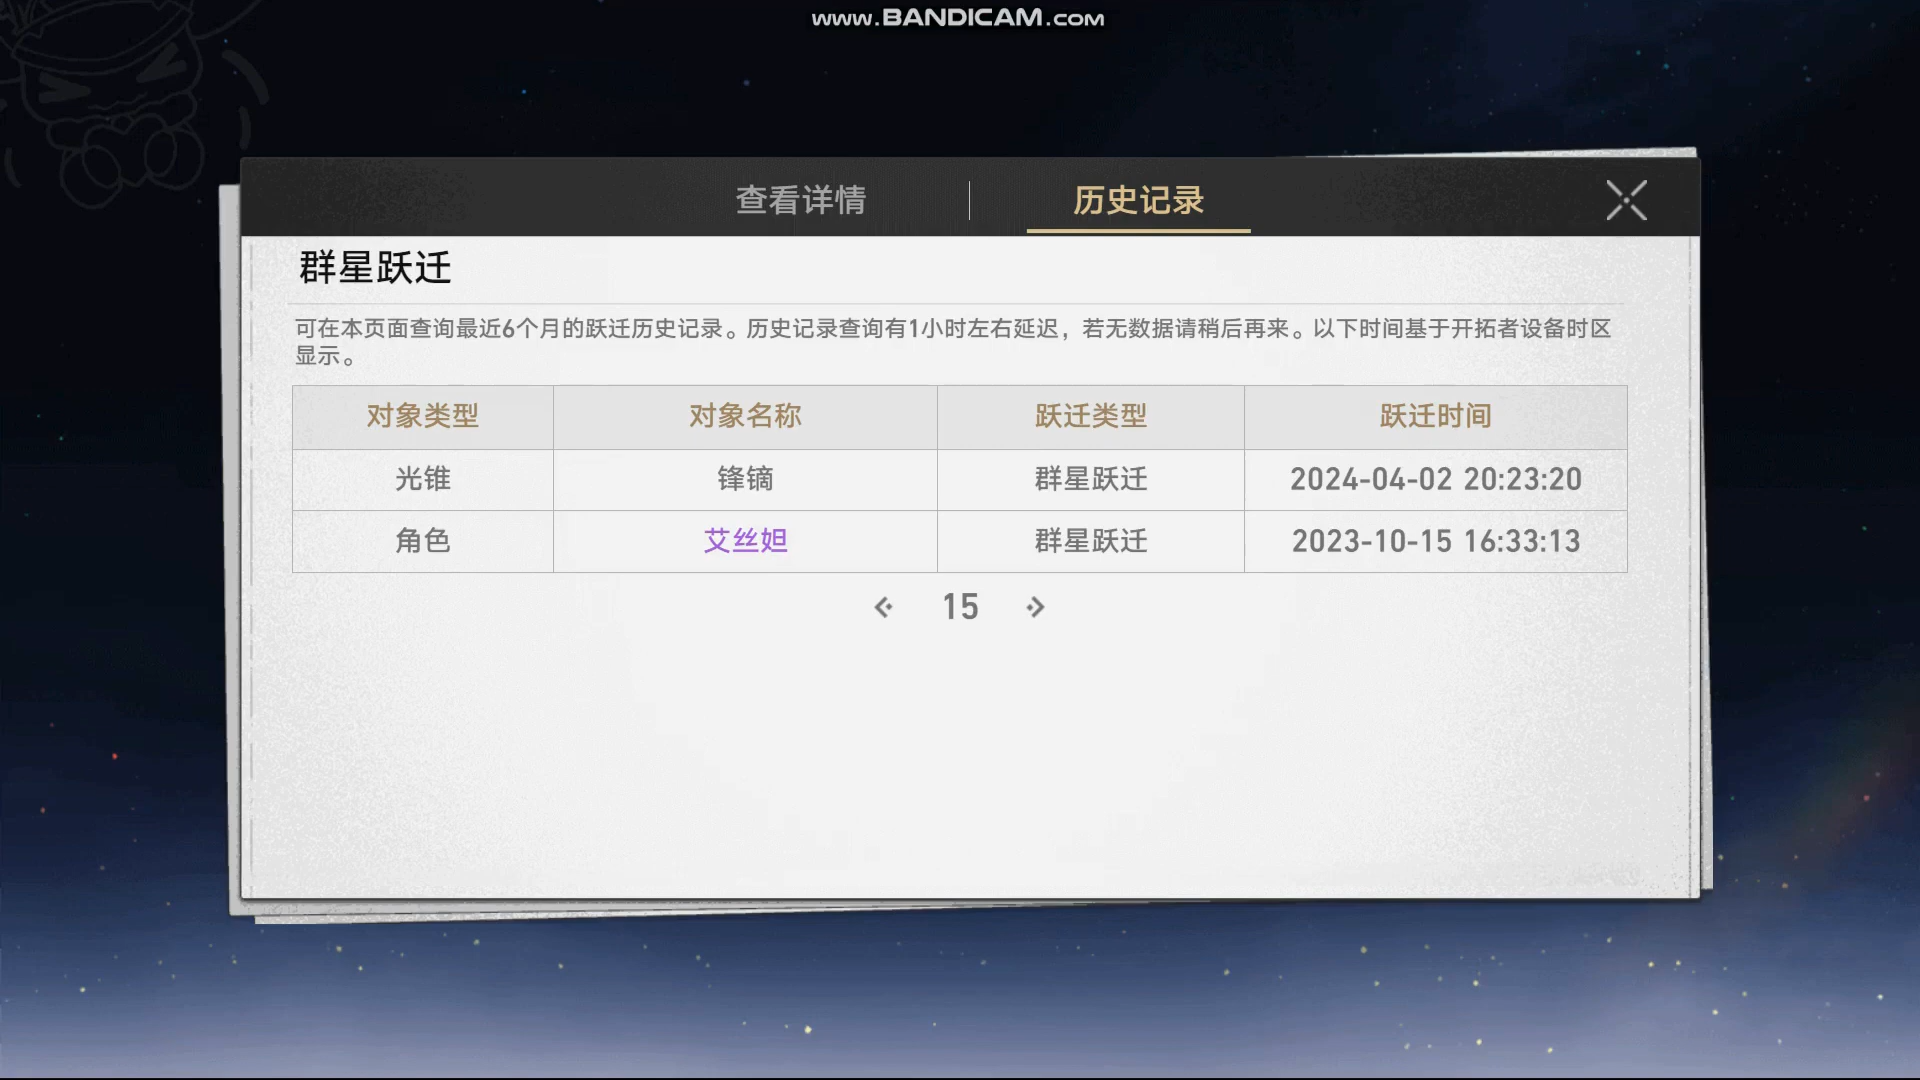 www.BANDICAM.com
查看详情 历史记录
群星跃迁
可在本页面查询最近6个月的跃迁历史记录。历史记录查询有1小时左右延迟，若无数据请稍后再来。以下时间基于开拓者设备时区
显示。
对象类型 对象名称 跃迁类型 跃迁时间
光锥 锋镝 群星跃迁 2024-04-02 20:23:20
角色 艾丝妲 群星跃迁 2023-10-15 16:33:13
15